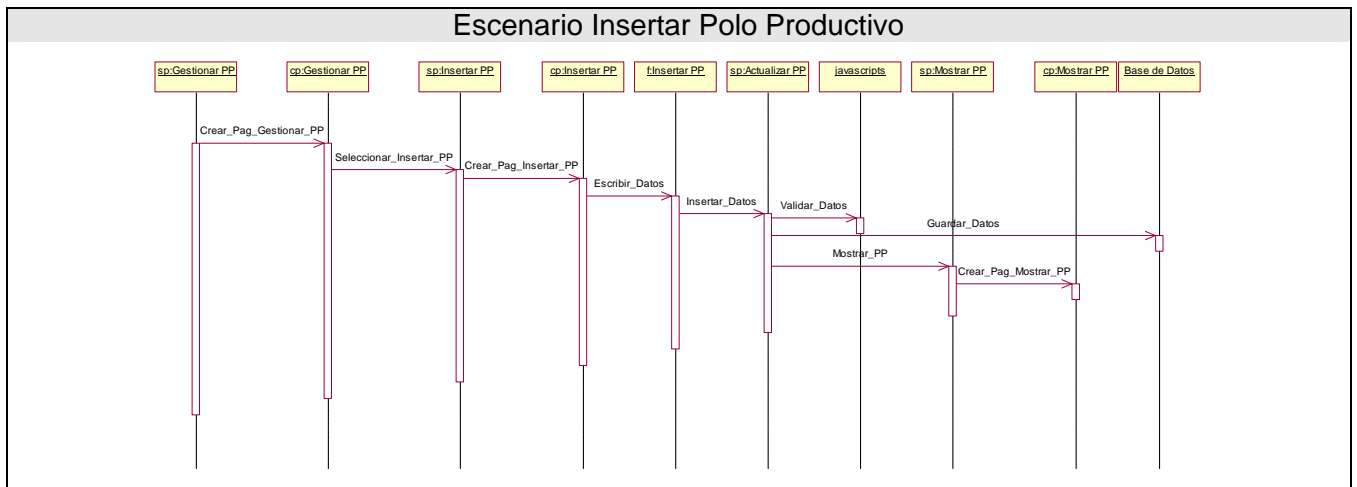 Escenario Insertar Polo Productivo
sp:Gestionar PP
cp:Gestionar PP
sp:Insertar PP
cp:Insertar PP
f:Insertar PP
sp:Actualizar PP
javascripts
sp:Mostrar PP
cp:Mostrar PP
Base de Datos
Crear_Pag_Gestionar_PP
Seleccionar_Insertar_PP
Crear_Pag_Insertar_PP
Escribir_Datos
Insertar_Datos
Validar_Datos
Guardar_Datos
Mostrar_PP
Crear_Pag_Mostrar_PP